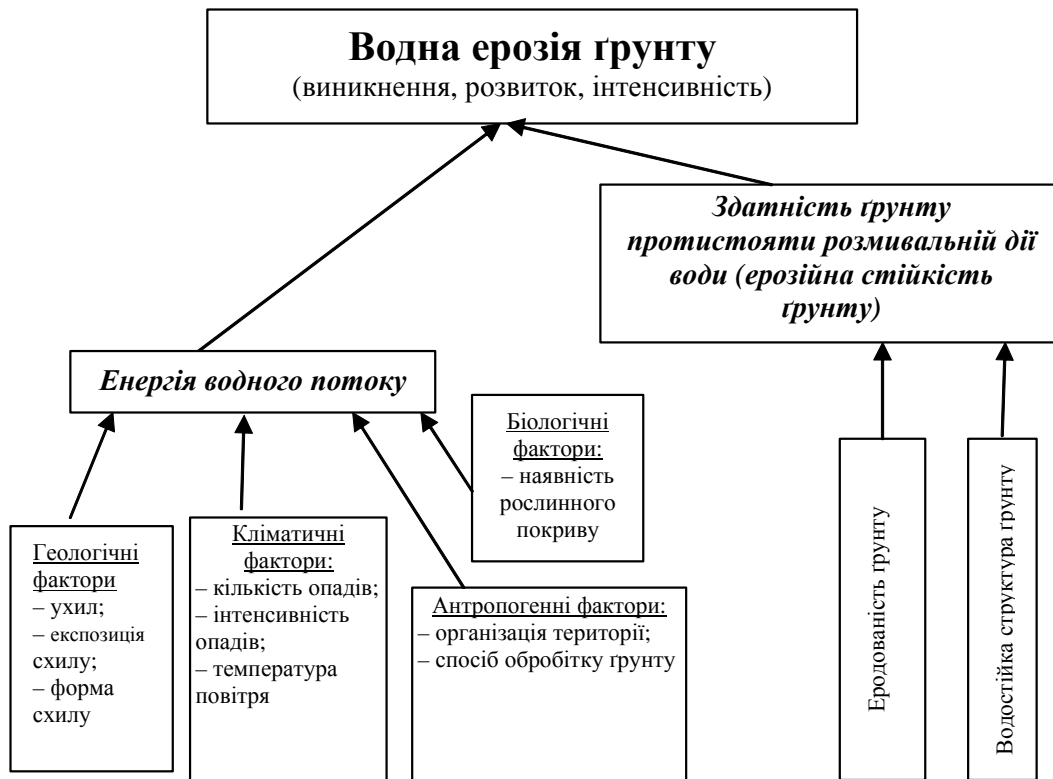 Водна ерозія ґрунту
(виникнення, розвиток, інтенсивність)
Здатність ґрунту
протистояти розмивальній дії
води (ерозійна стійкість
ґрунту)
Енергія водного потоку
Біологічні
фактори:
– наявність
рослинного
покриву
Геологічні
фактори
– ухил;
– експозиція
схилу;
– форма
схилу
Кліматичні
фактори:
– кількість опадів;
– інтенсивність
опадів;
– температура
повітря
Антропогенні фактори:
– організація території;
– спосіб обробітку ґрунту
Еродованість ґрунту
Водостійка структура ґрунту